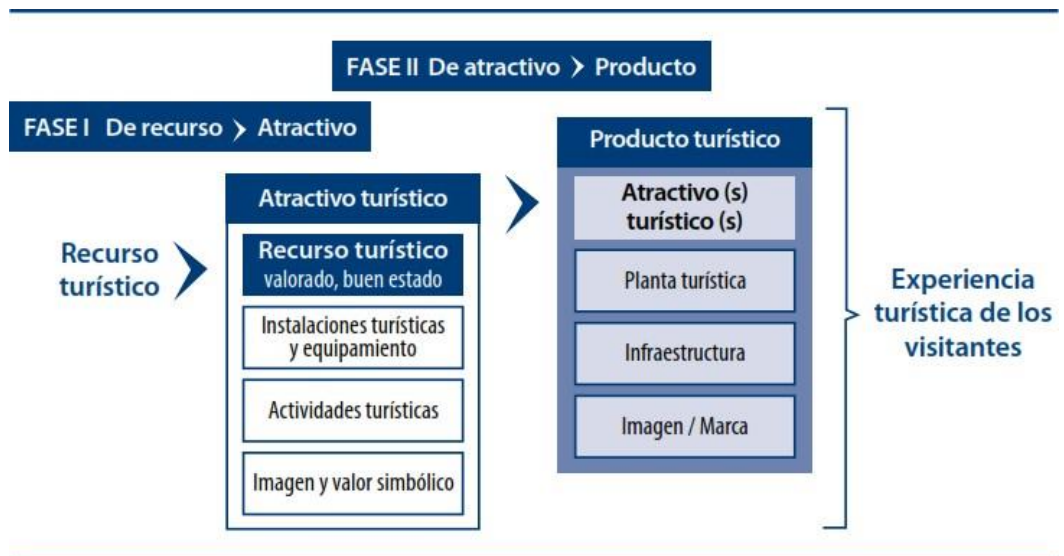 FASE II De atractivo > Producto
FASE I De recurso > Atractivo
Recurso
turístico
Atractivo turístico
Recurso turístico
valorado, buen estado
Instalaciones turísticas
y equipamiento
Actividades turísticas
Imagen y valor simbólico
Producto turístico
Atractivo (s)
turístico (s)
Planta turística
Infraestructura
Imagen / Marca
Experiencia
turística de los
visitantes